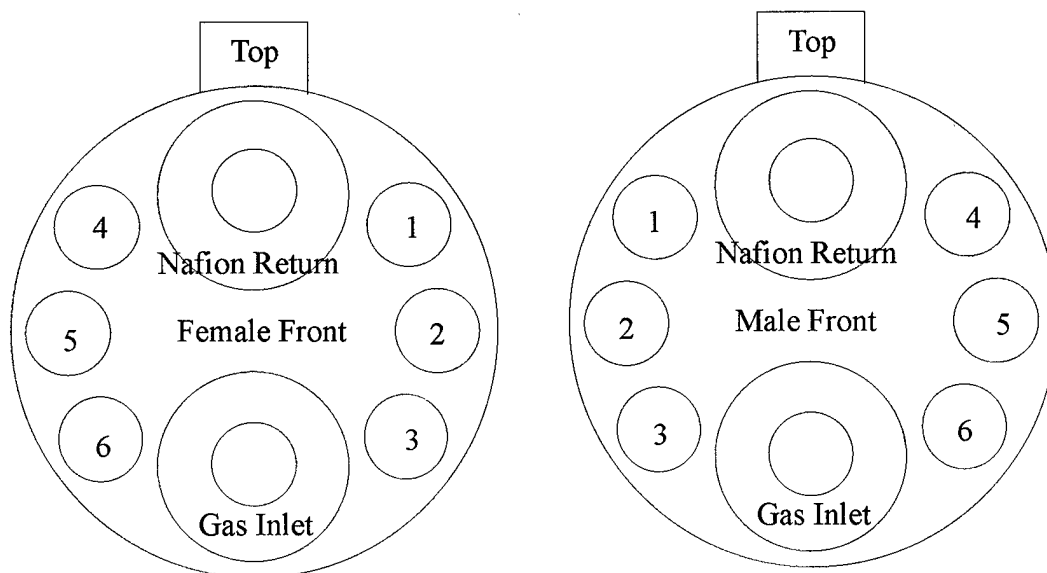 Top
4
1
Nafion Return
5
Female Front
2
6
3
Gas Inlet
Top
1
4
Nafion Return
2
Male Front
5
3
6
Gas Inlet